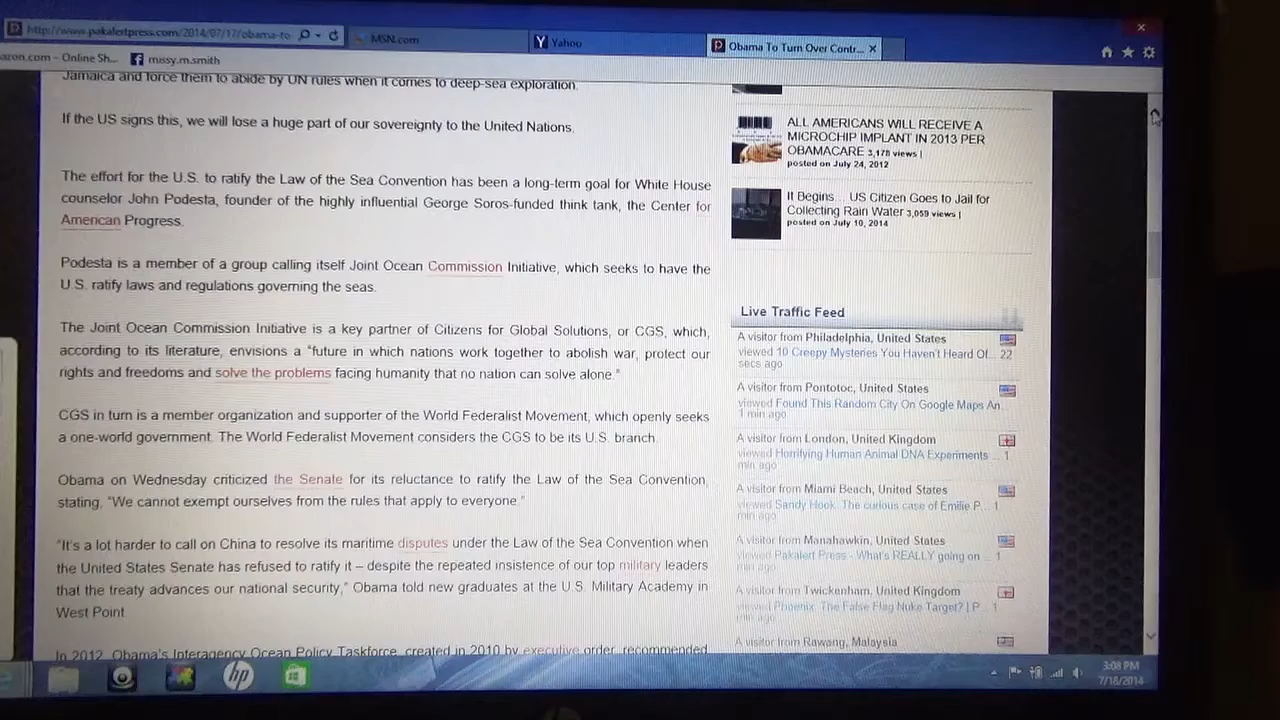 http://www.pakalertpress.com/2014/07/17/obama-to
MSN.com
Yahoo
Obama To Turn Over Contr...
azon.com – Online Sh...
missy.m.smith
Jamaica and force them to abide by UN rules when it comes to deep-sea exploration.
If the US signs this, we will lose a huge part of our sovereignty to the United Nations.
The effort for the U.S. to ratify the Law of the Sea Convention has been a long-term goal for White House
counselor John Podesta, founder of the highly influential George Soros-funded think tank, the Center for
American Progress.
Podesta is a member of a group calling itself Joint Ocean Commission Initiative, which seeks to have the
U.S. ratify laws and regulations governing the seas.
The Joint Ocean Commission Initiative is a key partner of Citizens for Global Solutions, or CGS, which,
according to its literature, envisions a “future in which nations work together to abolish war, protect our
rights and freedoms and solve the problems facing humanity that no nation can solve alone.”
CGS in turn is a member organization and supporter of the World Federalist Movement, which openly seeks
a one-world government. The World Federalist Movement considers the CGS to be its U.S. branch.
Obama on Wednesday criticized the Senate for its reluctance to ratify the Law of the Sea Convention,
stating, “We cannot exempt ourselves from the rules that apply to everyone.”
“It’s a lot harder to call on China to resolve its maritime disputes under the Law of the Sea Convention when
the United States Senate has refused to ratify it – despite the repeated insistence of our top military leaders
that the treaty advances our national security,” Obama told new graduates at the U.S. Military Academy in
West Point
In 2012, Obama’s Interagency Ocean Policy Taskforce, created in 2010 by executive order, recommended
ALL AMERICANS WILL RECEIVE A
MICROCHIP IMPLANT IN 2013 PER
OBAMACARE 3,178 views |
posted on July 24, 2012
It Begins... US Citizen Goes to Jail for
Collecting Rain Water 3,059 views |
posted on July 10, 2014
Live Traffic Feed
A visitor from Philadelphia, United States
viewed 10 Creepy Mysteries You Haven't Heard Of... 22
secs ago
A visitor from Pontotoc, United States
viewed Found This Random City On Google Maps An
1 min ago
A visitor from London, United Kingdom
viewed Horrifying Human Animal DNA Experiments ... 1
min ago
A visitor from Miami Beach, United States
viewed Sandy Hook: The curious case of Emilie P... 1
min ago
A visitor from Manahawkin, United States
viewed Pakalert Press - What's REALLY going on ... 1
min ago
A visitor from Twickenham, United Kingdom
viewed Phoenix: The False Flag Nuke Target? | P... 1
min ago
A visitor from Rawang, Malaysia
hp
3:08 PM
7/18/2014